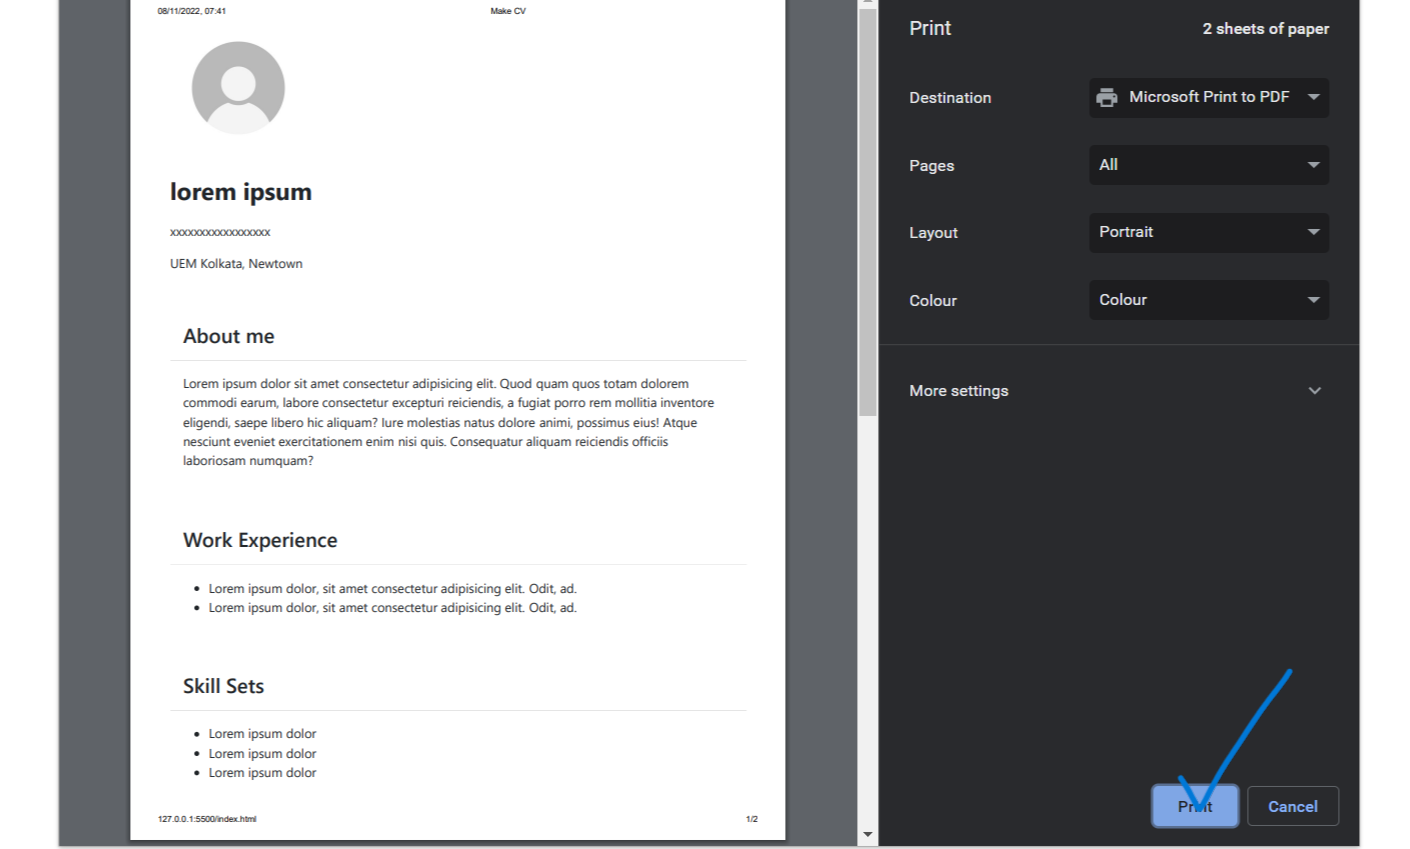 08/11/2022, 07:41
Make CV
lorem ipsum
xxxxxxxxxxxxxxxxx
UEM Kolkata, Newtown
About me
Lorem ipsum dolor sit amet consectetur adipisicing elit. Quod quam quos totam dolorem
commodi earum, labore consectetur excepturi reiciendis, a fugiat porro rem mollitia inventore
eligendi, saepe libero hic aliquam? Iure molestias natus dolore animi, possimus eius! Atque
nesciunt eveniet exercitationem enim nisi quis. Consequatur aliquam reiciendis officiis
laboriosam numquam?
Work Experience
• Lorem ipsum dolor, sit amet consectetur adipisicing elit. Odit, ad.
• Lorem ipsum dolor, sit amet consectetur adipisicing elit. Odit, ad.
Skill Sets
• Lorem ipsum dolor
• Lorem ipsum dolor
• Lorem ipsum dolor
127.0.0.1:5500/index.html
1/2
Print
2 sheets of paper
Destination
Microsoft Print to PDF
Pages
All
Layout
Portrait
Colour
Colour
More settings
Print
Cancel